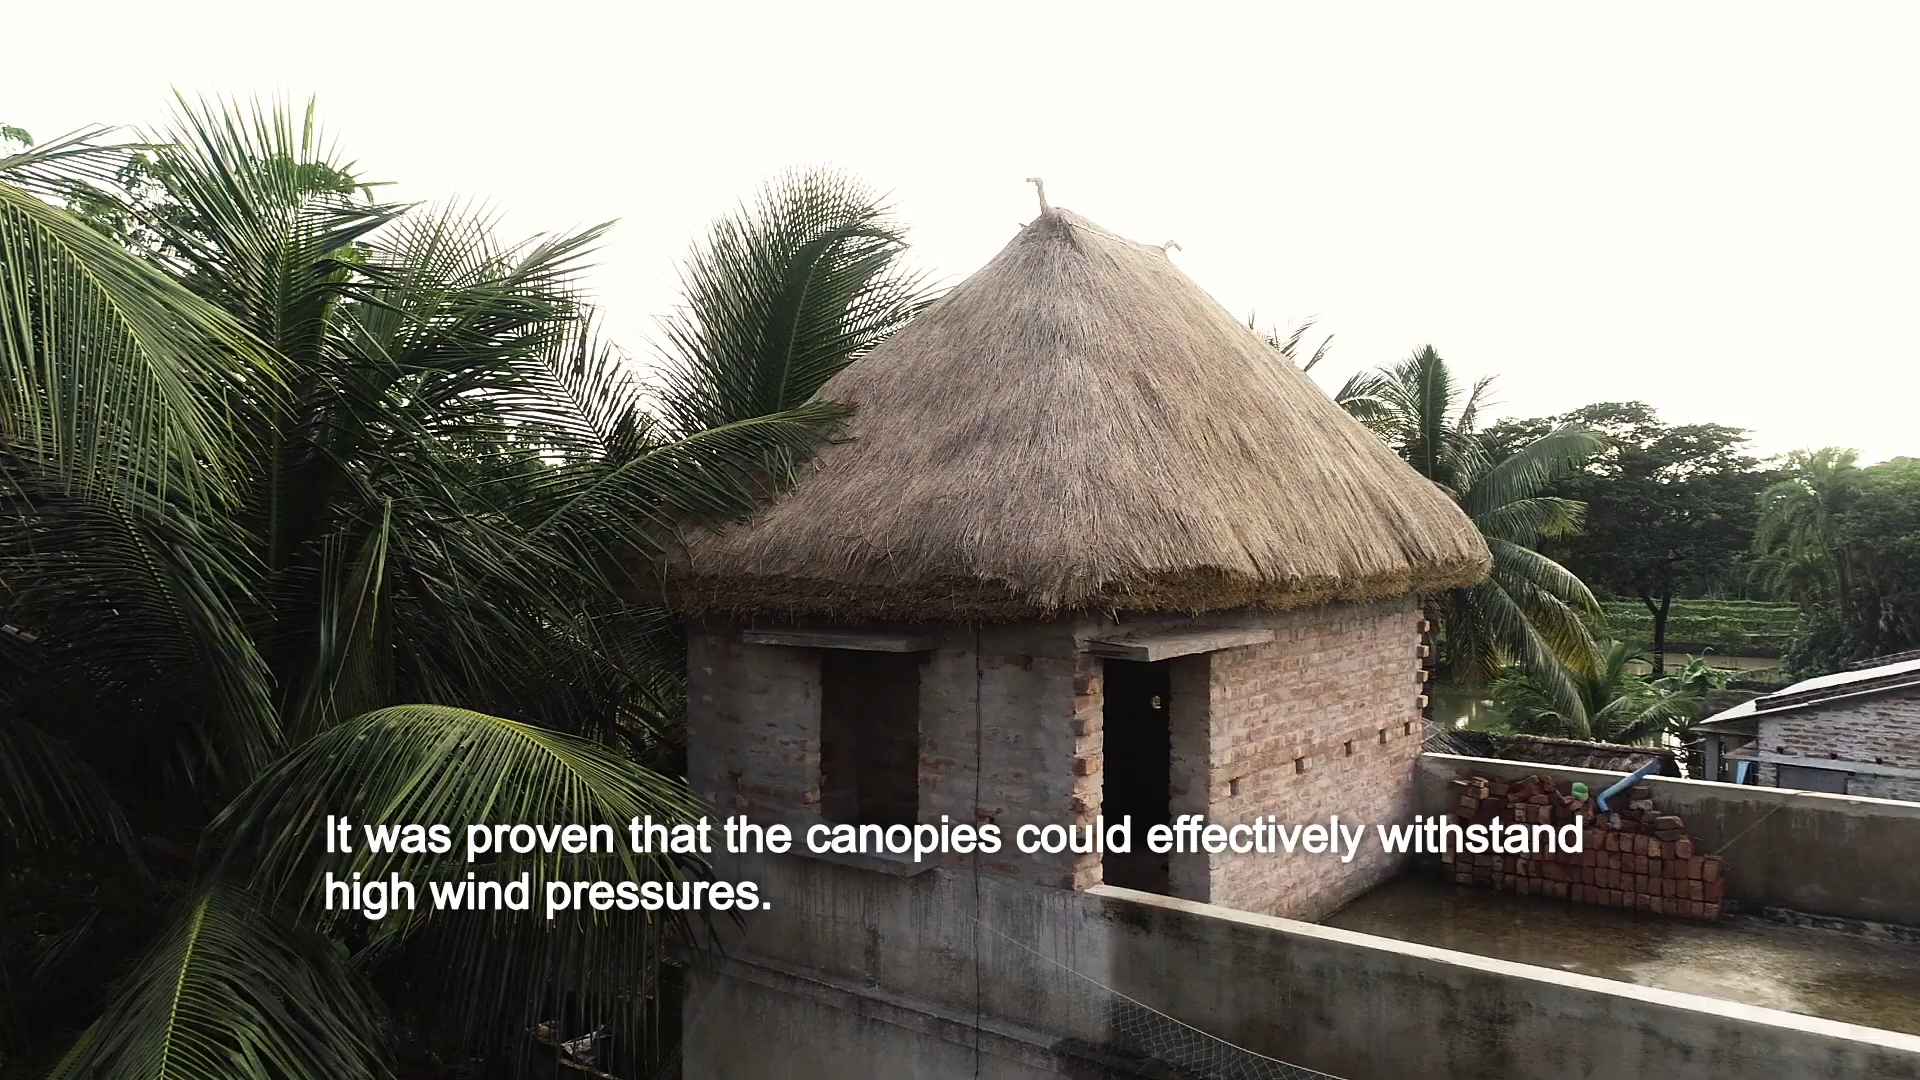 It was proven that the canopies could effectively withstand
high wind pressures.